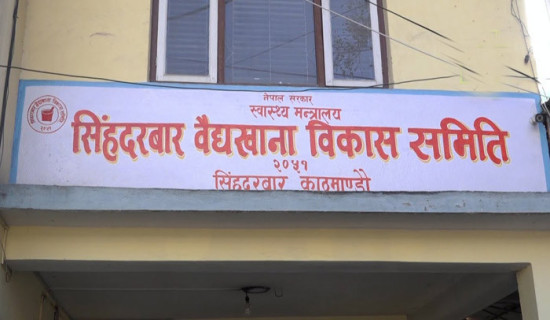 नेपाल सरकार
स्वास्थ्य मन्त्रालय
सिंहदरबार वैद्यखाना विकास समिति
२०५१
सिंहदरबार काठमाण्डौ